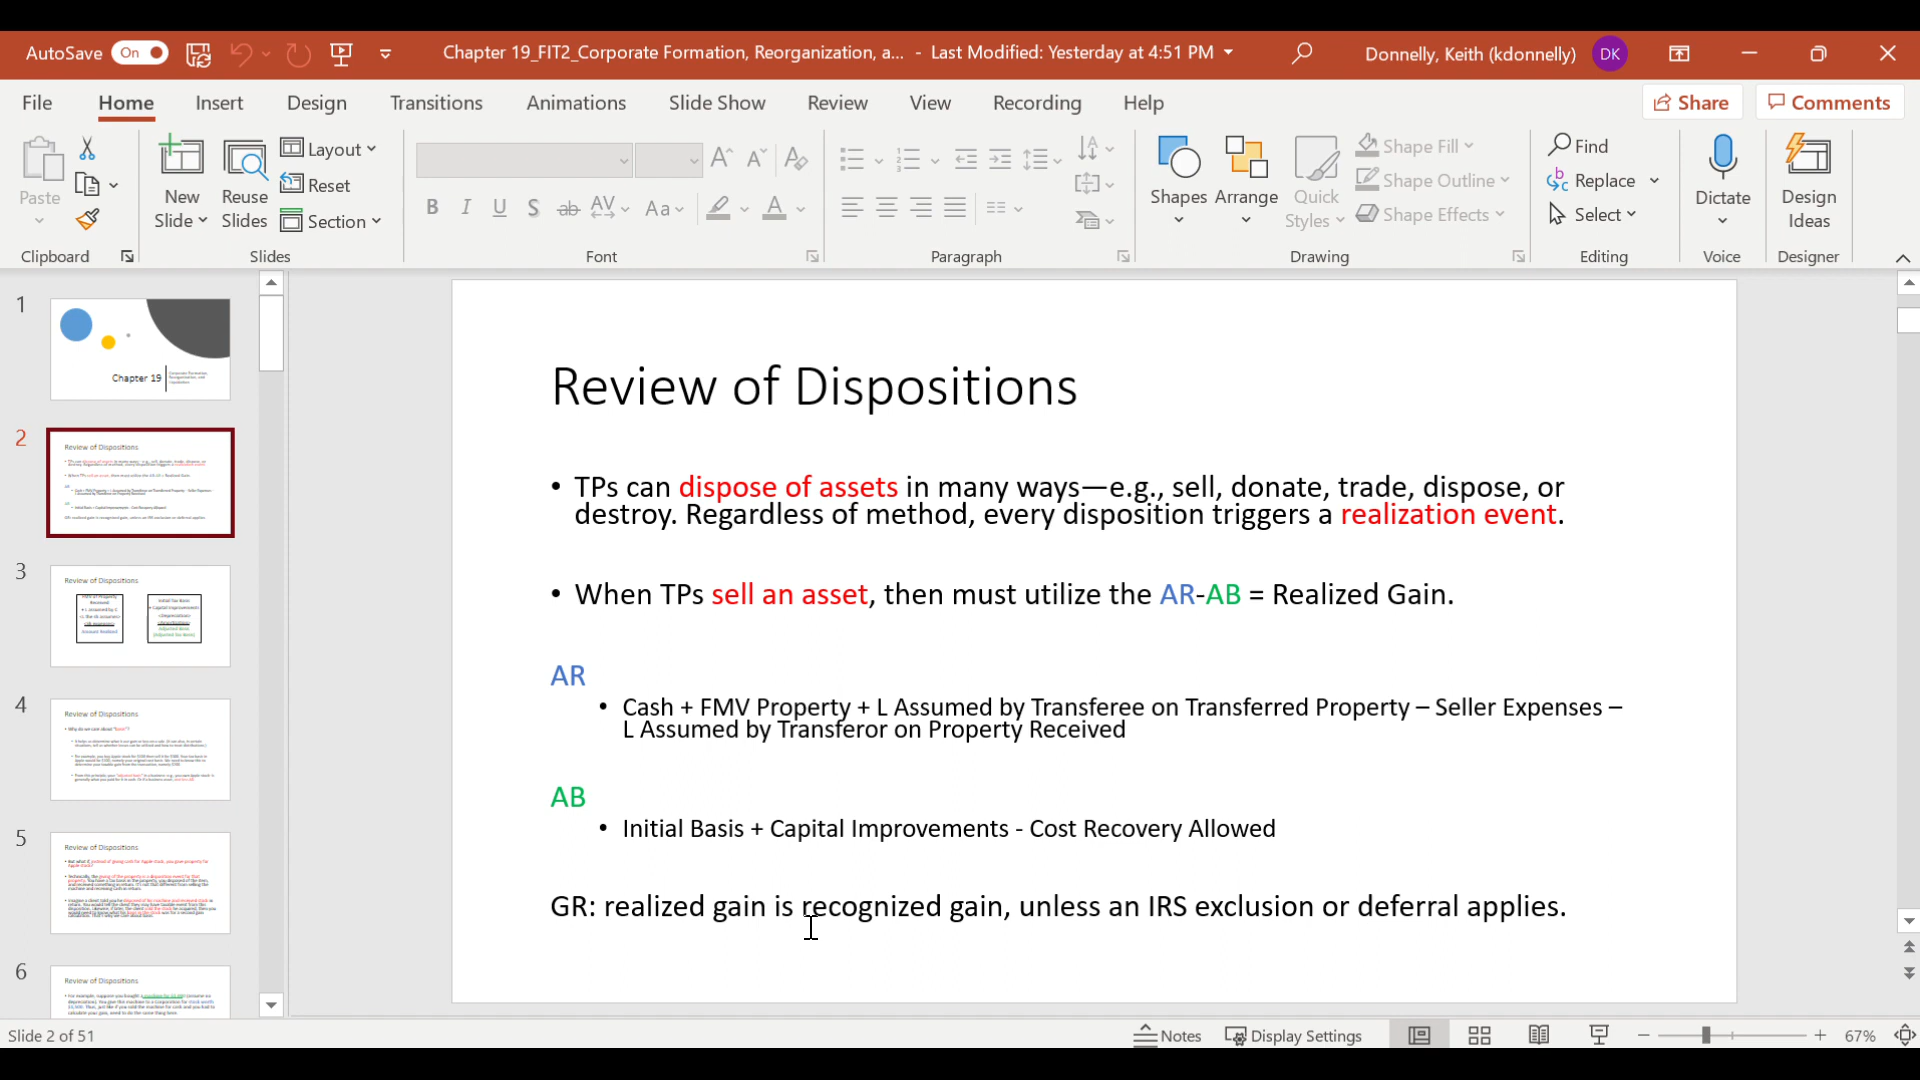 AutoSave On
Chapter 19_FIT2_Corporate Formation, Reorganization, a... - Last Modified: Yesterday at 4:51 PM
Donnelly, Keith (kdonnelly) DK
File Home Insert Design Transitions Animations Slide Show Review View Recording Help
Share Comments
Paste
New Slide
Reuse Slides
Layout
Reset
Section
Shapes
Arrange
Quick Styles
Shape Fill
Shape Outline
Shape Effects
Find
Replace
Select
Dictate
Design Ideas
Clipboard Slides Font Paragraph Drawing Editing Voice Designer
1
Chapter 19
2
Review of Dispositions
3
Review of Dispositions
4
Review of Dispositions
5
Review of Dispositions
6
Review of Dispositions
Review of Dispositions
• TPs can dispose of assets in many ways—e.g., sell, donate, trade, dispose, or
destroy. Regardless of method, every disposition triggers a realization event.
• When TPs sell an asset, then must utilize the AR-AB = Realized Gain.
AR
• Cash + FMV Property + L Assumed by Transferee on Transferred Property – Seller Expenses –
L Assumed by Transferor on Property Received
AB
• Initial Basis + Capital Improvements - Cost Recovery Allowed
GR: realized gain is recognized gain, unless an IRS exclusion or deferral applies.
Slide 2 of 51
Notes Display Settings 67%